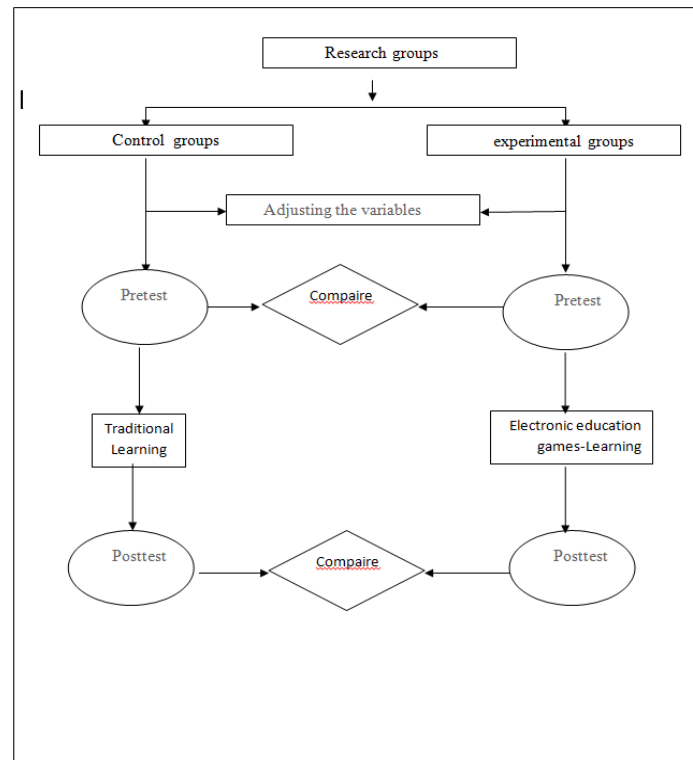 Research groups
Control groups
experimental groups
Adjusting the variables
Pretest
Compaire
Pretest
Traditional
Learning
Electronic education
games-Learning
Posttest
Compaire
Posttest